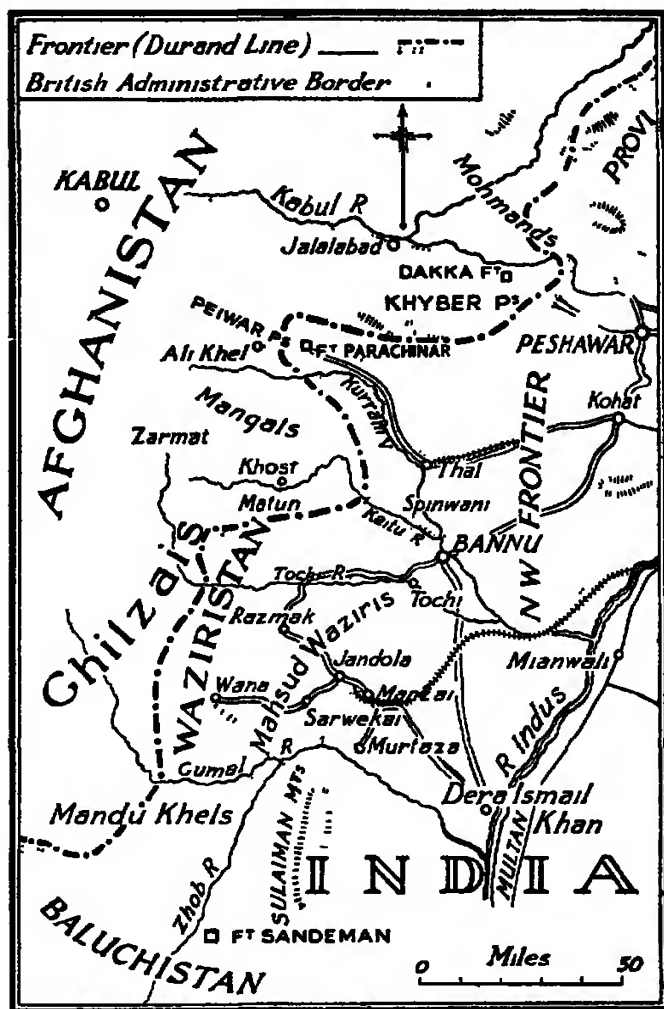 Frontier (Durand Line)
British Administrative Border
KABUL
AFGHANISTAN
Kabul R
Jalalabad
Mohmands
PROVI
DAKKA FT
KHYBER PS
PEIWAR PS
FT PARACHINAR
Ali Khel
PESHAWAR
Kurram V
Kohat
Mangals
Zarmat
Khost
Matun
Thal
Spinwani
Kaitu R
BANNU
NW FRONTIER
Ghilzais
WAZIRISTAN
Tochi R
Tochi
Razmak
Mahsud Waziris
Jandola
Mianwali
Wana
Manzai
Sarwekai
Murtaza
R Indus
Gumal R
Mandu Khels
Dera Ismail
Khan
MULTAN
SULAIMAN MTS
INDIA
Zhob R
FT SANDEMAN
BALUCHISTAN
Miles
0 50